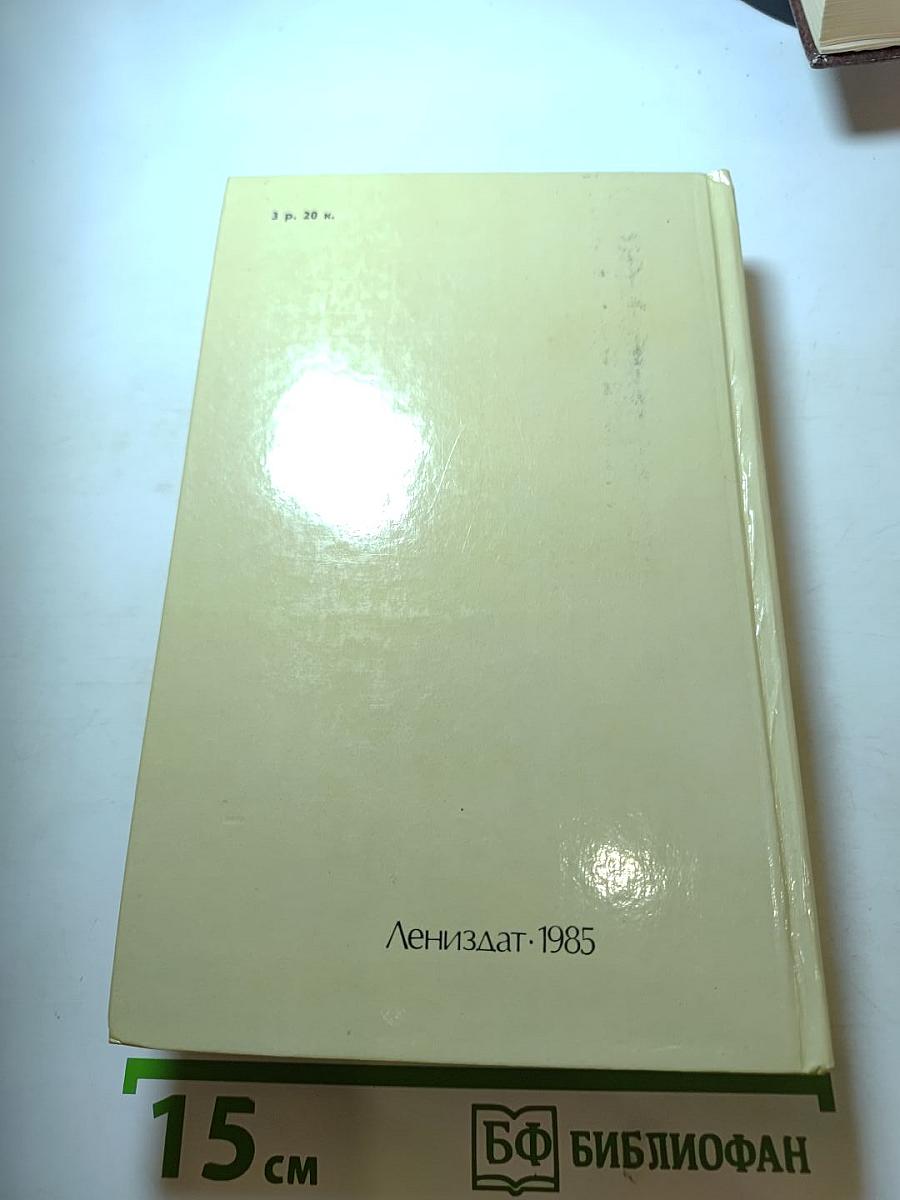 3 р. 20 к.
Лениздат·1985
15 см
БФ БИБЛИОФАН